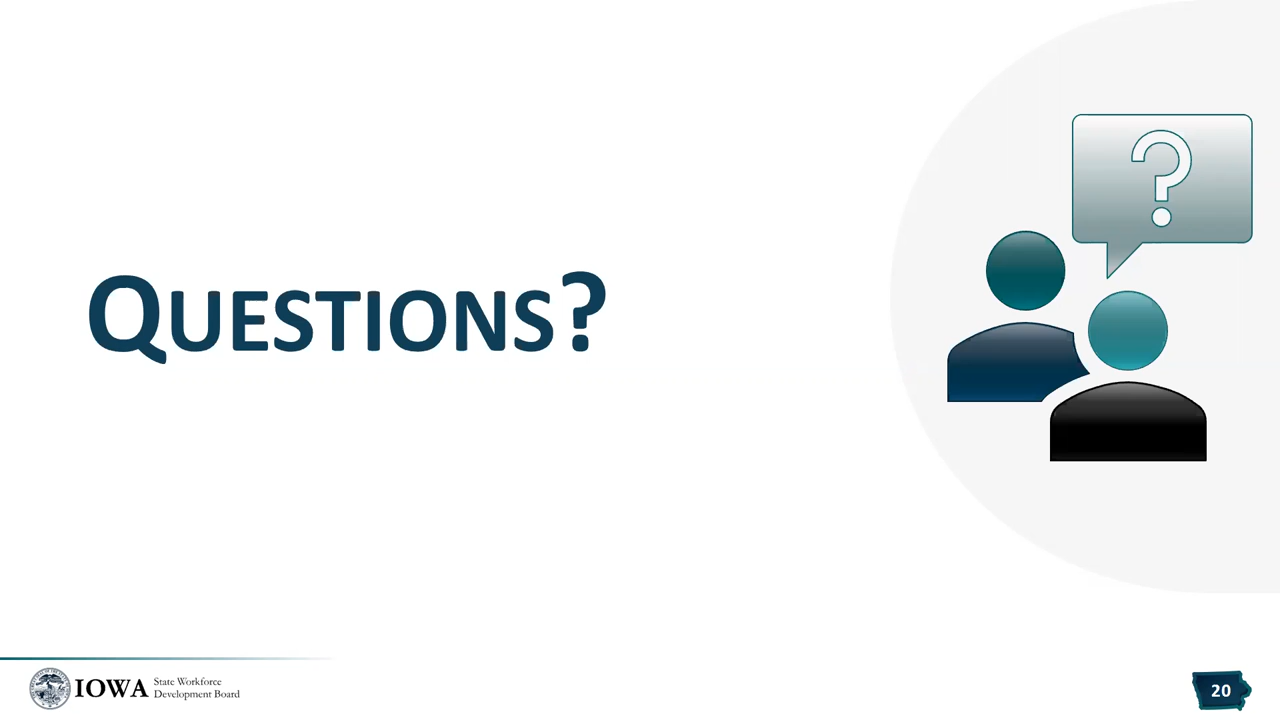 QUESTIONS?
?
IOWA
State Workforce
Development Board
20